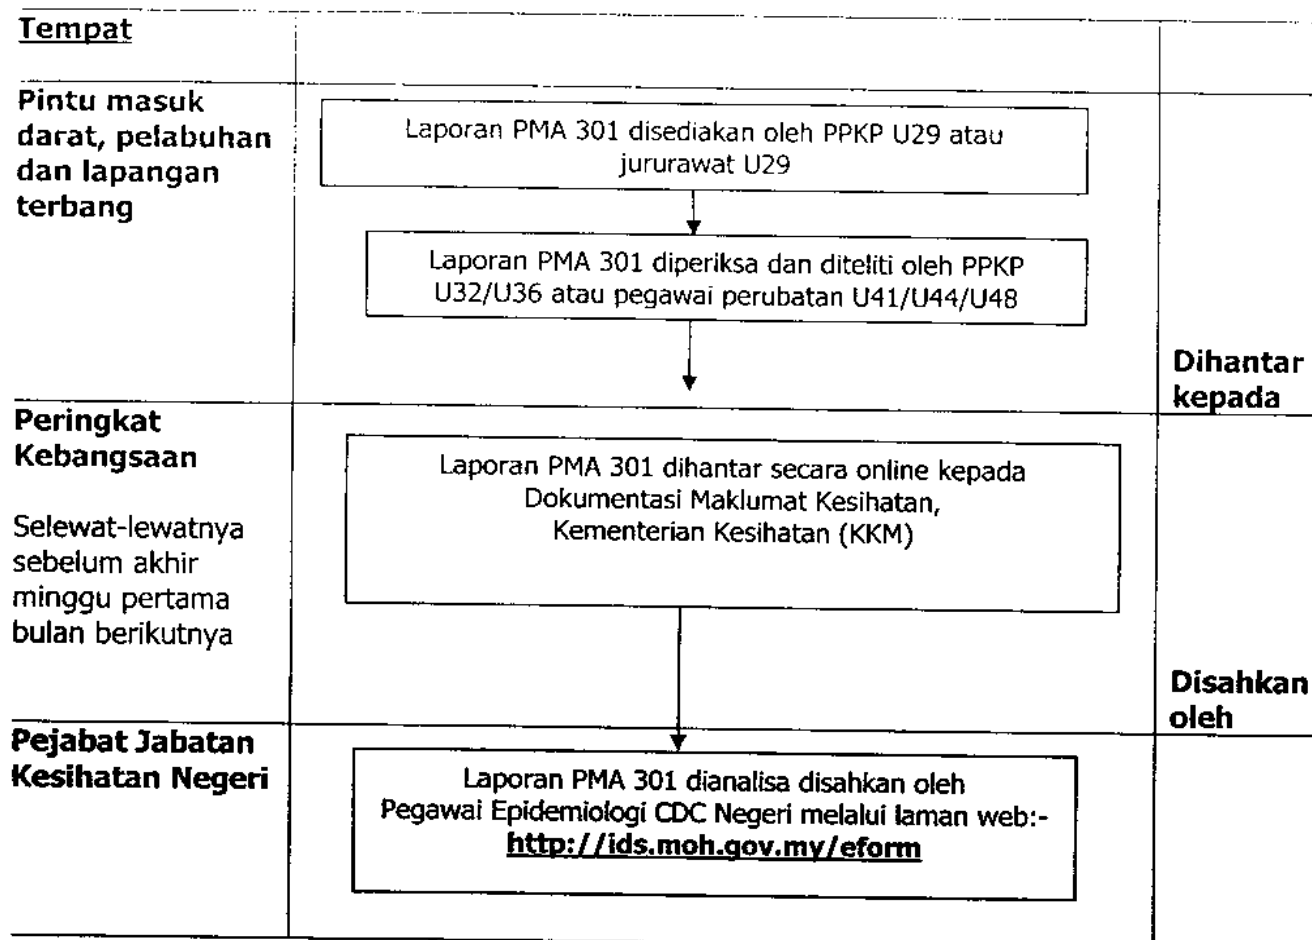 Tempat
Pintu masuk
darat, pelabuhan
dan lapangan
terbang
Laporan PMA 301 disediakan oleh PPKP U29 atau
jururawat U29
Laporan PMA 301 diperiksa dan diteliti oleh PPKP
U32/U36 atau pegawai perubatan U41/U44/U48
Dihantar
kepada
Peringkat
Kebangsaan
Selewat-lewatnya
sebelum akhir
minggu pertama
bulan berikutnya
Laporan PMA 301 dihantar secara online kepada
Dokumentasi Maklumat Kesihatan,
Kementerian Kesihatan (KKM)
Disahkan
oleh
Pejabat Jabatan
Kesihatan Negeri
Laporan PMA 301 dianalisa disahkan oleh
Pegawai Epidemiologi CDC Negeri melalui laman web:-
http://ids.moh.gov.my/eform